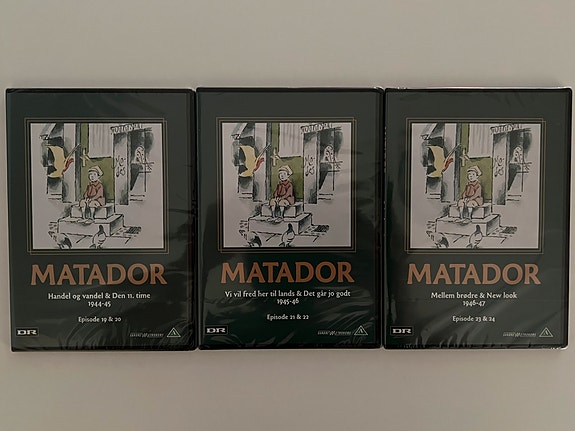 MATADOR
Handel og vandel & Den 11. time
1944-45
Episode 19 & 20
DR
MATADOR
Vi vil fred her til lands & Det går jo godt
1945-46
Episode 21 & 22
DR
MATADOR
Mellem brødre & New look
1946-47
Episode 23 & 24
DR